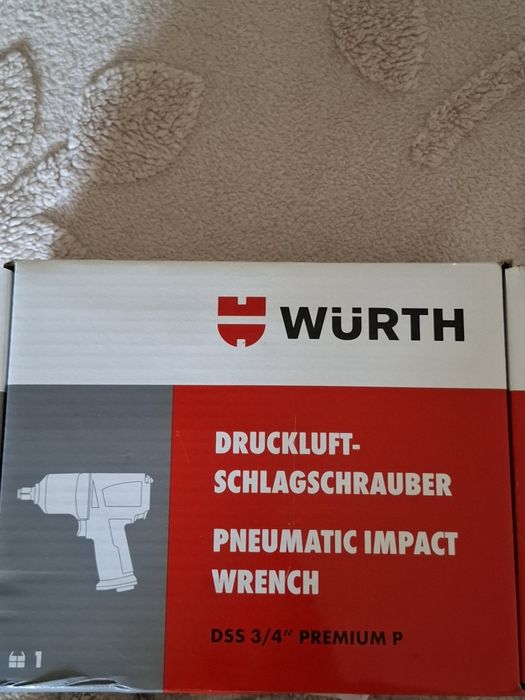 WÜRTH
DRUCKLUFT-
SCHLAGSCHRAUBER
PNEUMATIC IMPACT
WRENCH
DSS 3/4" PREMIUM P
1